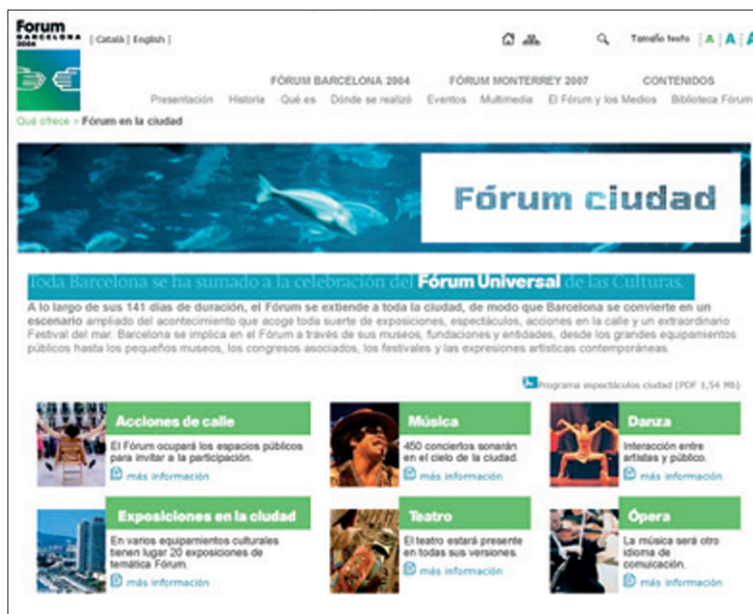 Forum
BARCELONA
2004
[ Català | English ]
Tamaño texto | A | A | A
FÒRUM BARCELONA 2004 FÓRUM MONTERREY 2007 CONTENIDOS
Presentación Historia Qué es Dónde se realizó Eventos Multimedia El Fórum y los Medios Biblioteca Fórum
Qué ofrece > Fórum en la ciudad
Fórum ciudad
Toda Barcelona se ha sumado a la celebración del Fórum Universal de las Culturas.
A lo largo de sus 141 días de duración, el Fórum se extiende a toda la ciudad, de modo que Barcelona se convierte en un
escenario ampliado del acontecimiento que acoge toda suerte de exposiciones, espectáculos, acciones en la calle y un extraordinario
Festival del mar. Barcelona se implica en el Fórum a través de sus museos, fundaciones y entidades, desde los grandes equipamientos
públicos hasta los pequeños museos, los congresos asociados, los festivales y las expresiones artísticas contemporáneas.
Programa espectáculos ciudad (PDF 1,54 Mb)
Acciones de calle
El Fórum ocupará los espacios públicos
para invitar a la participación.
más información
Música
450 conciertos sonarán
en el cielo de la ciudad.
más información
Danza
Interacción entre
artistas y público.
más información
Exposiciones en la ciudad
En varios equipamientos culturales
tienen lugar 20 exposiciones de
temática Fórum.
más información
Teatro
El teatro estará presente
en todas sus versiones.
más información
Ópera
La música será otro
idioma de
comuicación.
más información